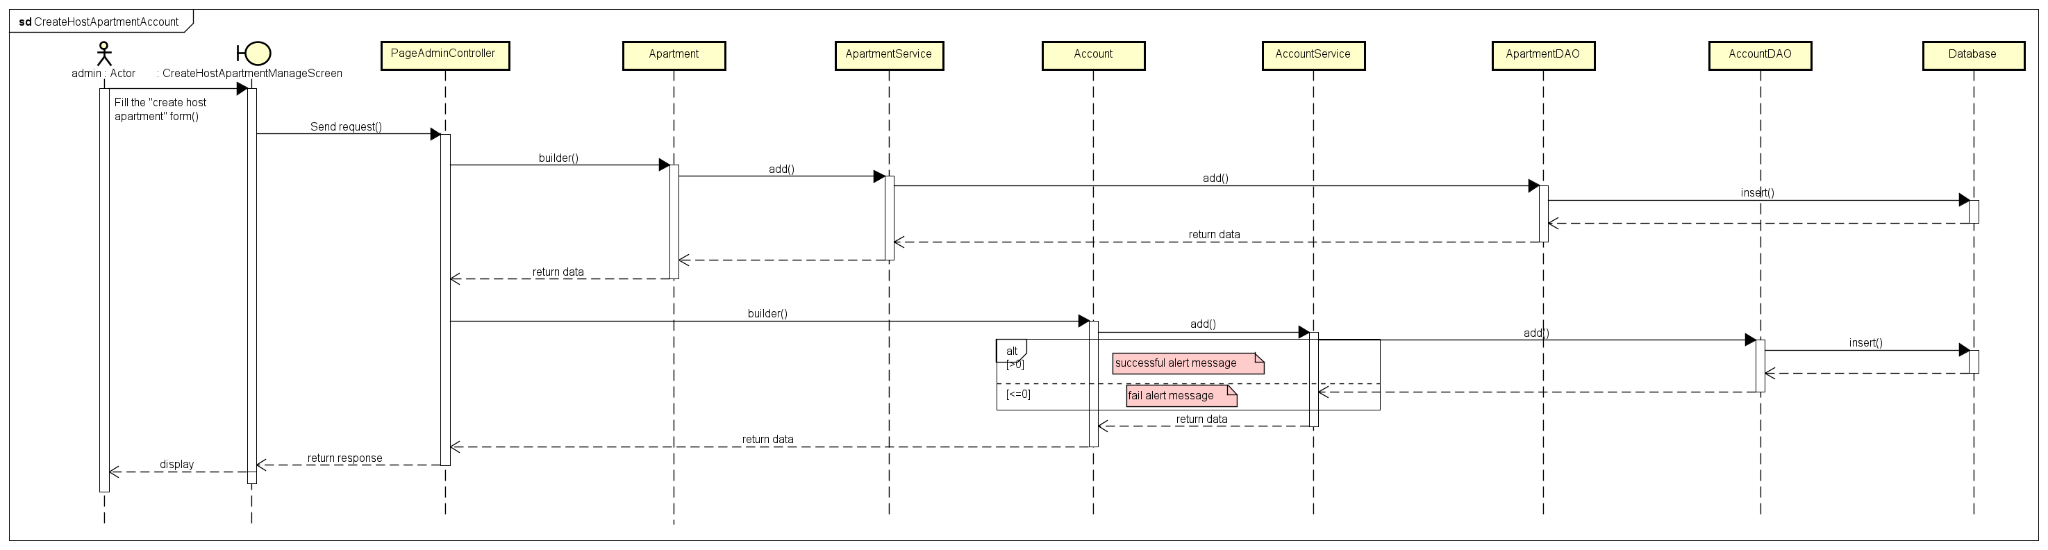 sd CreateHostApartmentAccount
admin : Actor
: CreateHostApartmentManageScreen
PageAdminController
Apartment
ApartmentService
Account
AccountService
ApartmentDAO
AccountDAO
Database
Fill the "create host
apartment" form()
Send request()
builder()
add()
add()
insert()
return data
return data
builder()
add()
add()
insert()
alt
[>0]
successful alert message
[<=0]
fail alert message
return data
return data
return response
display